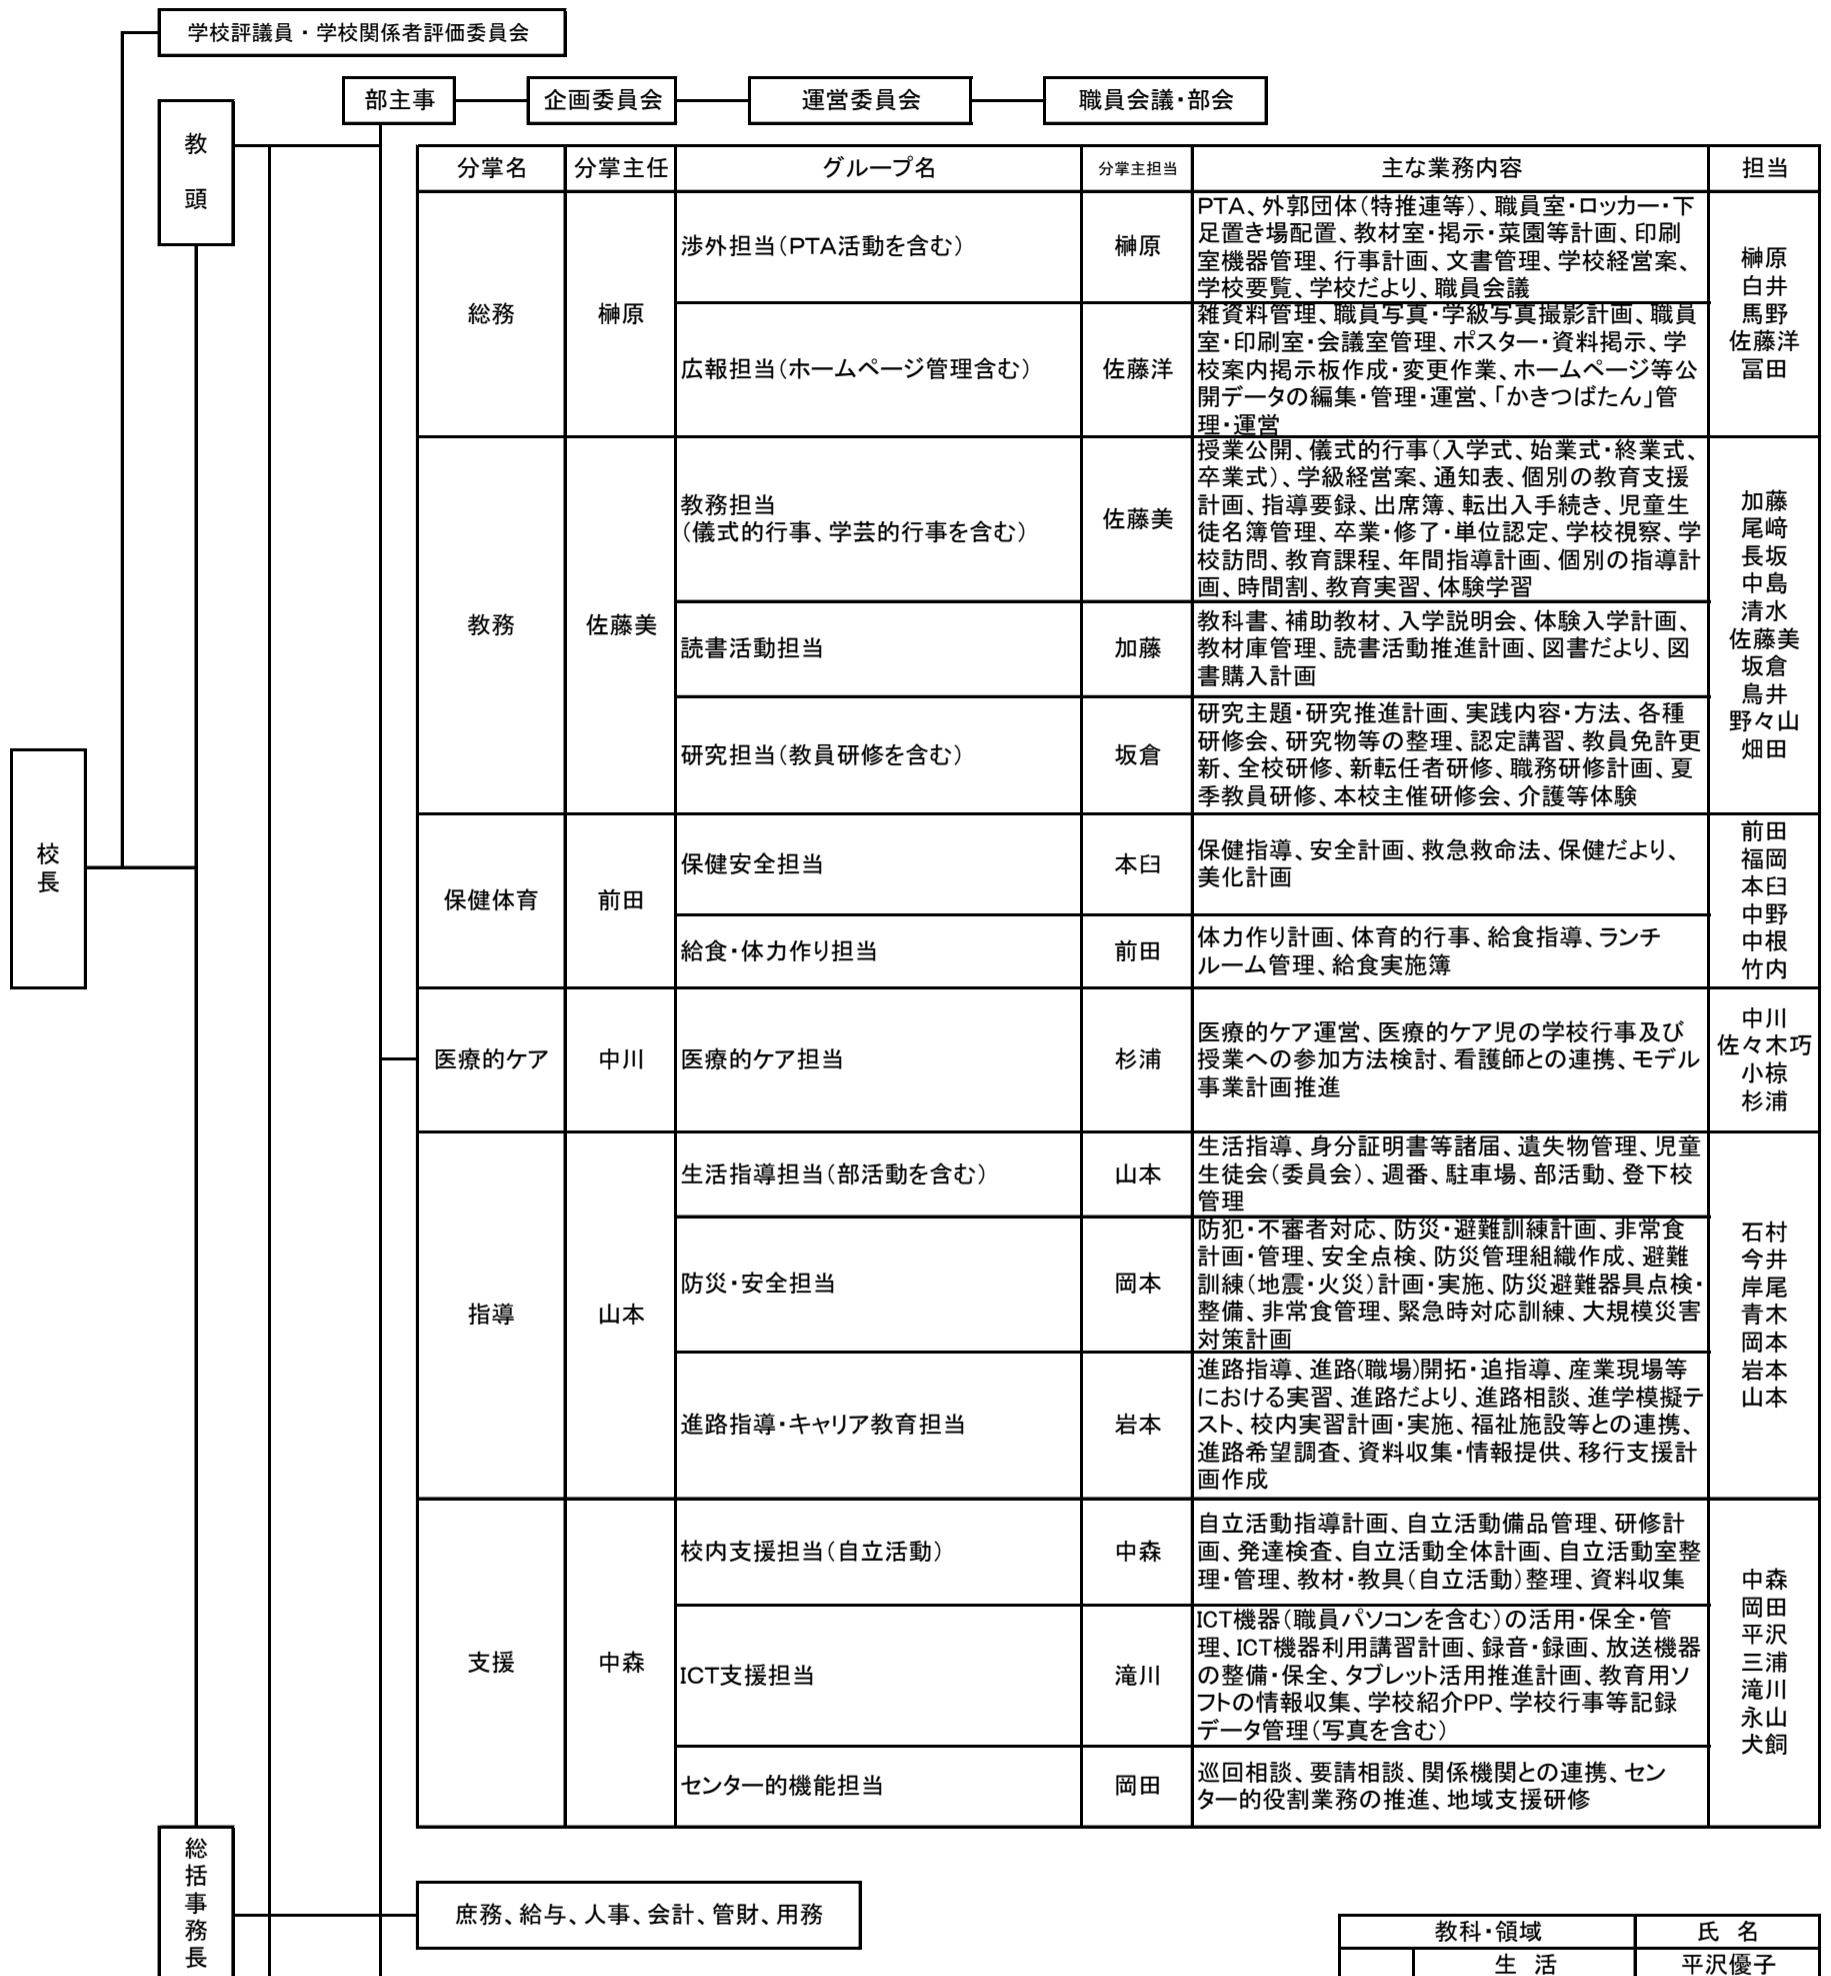 学校評議員・学校関係者評価委員会
部主事
企画委員会
運営委員会
職員会議・部会
教
頭
校
長
分掌名
分掌主任
グループ名
分掌主担当
主な業務内容
担当
総務
榊原
渉外担当(PTA活動を含む)
榊原
PTA、外郭団体(特推連等)、職員室・ロッカー・下
足置き場配置、教材室・掲示・菜園等計画、印刷
室機器管理、行事計画、文書管理、学校経営案、
学校要覧、学校だより、職員会議
広報担当(ホームページ管理含む)
佐藤洋
雑資料管理、職員写真・学級写真撮影計画、職員
室・印刷室・会議室管理、ポスター・資料掲示、学
校案内掲示板作成・変更作業、ホームページ等公
開データの編集・管理・運営、「かきつばたん」管
理・運営
榊原
白井
馬野
佐藤洋
冨田
教務
佐藤美
教務担当
(儀式的行事、学芸的行事を含む)
佐藤美
授業公開、儀式的行事(入学式、始業式・終業式、
卒業式)、学級経営案、通知表、個別の教育支援
計画、指導要録、出席簿、転出入手続き、児童生
徒名簿管理、卒業・修了・単位認定、学校視察、学
校訪問、教育課程、年間指導計画、個別の指導計
画、時間割、教育実習、体験学習
読書活動担当
加藤
教科書、補助教材、入学説明会、体験入学計画、
教材庫管理、読書活動推進計画、図書だより、図
書購入計画
研究担当(教員研修を含む)
坂倉
研究主題・研究推進計画、実践内容・方法、各種
研修会、研究物等の整理、認定講習、教員免許更
新、全校研修、新転任者研修、職務研修計画、夏
季教員研修、本校主催研修会、介護等体験
加藤
尾﨑
長坂
中島
清水
佐藤美
坂倉
鳥井
野々山
畑田
保健体育
前田
保健安全担当
本臼
保健指導、安全計画、救急救命法、保健だより、
美化計画
給食・体力作り担当
前田
体力作り計画、体育的行事、給食指導、ランチ
ルーム管理、給食実施簿
前田
福岡
本臼
中野
中根
竹内
医療的ケア
中川
医療的ケア担当
杉浦
医療的ケア運営、医療的ケア児の学校行事及び
授業への参加方法検討、看護師との連携、モデル
事業計画推進
中川
佐々木巧
小椋
杉浦
指導
山本
生活指導担当(部活動を含む)
山本
生活指導、身分証明書等諸届、遺失物管理、児童
生徒会(委員会)、週番、駐車場、部活動、登下校
管理
防災・安全担当
岡本
防犯・不審者対応、防災・避難訓練計画、非常食
計画・管理、安全点検、防災管理組織作成、避難
訓練(地震・火災)計画・実施、防災避難器具点検・
整備、非常食管理、緊急時対応訓練、大規模災害
対策計画
進路指導・キャリア教育担当
岩本
進路指導、進路(職場)開拓・追指導、産業現場等
における実習、進路だより、進路相談、進学模擬テ
スト、校内実習計画・実施、福祉施設等との連携、
進路希望調査、資料収集・情報提供、移行支援計
画作成
石村
今井
岸尾
青木
岡本
岩本
山本
支援
中森
校内支援担当(自立活動)
中森
自立活動指導計画、自立活動備品管理、研修計
画、発達検査、自立活動全体計画、自立活動室整
理・管理、教材・教具(自立活動)整理、資料収集
ICT支援担当
滝川
ICT機器(職員パソコンを含む)の活用・保全・管
理、ICT機器利用講習計画、録音・録画、放送機器
の整備・保全、タブレット活用推進計画、教育用ソ
フトの情報収集、学校紹介PP、学校行事等記録
データ管理(写真を含む)
センター的機能担当
岡田
巡回相談、要請相談、関係機関との連携、セン
ター的役割業務の推進、地域支援研修
中森
岡田
平沢
三浦
滝川
永山
犬飼
総
括
事
務
長
庶務、給与、人事、会計、管財、用務
教科・領域
氏 名
生 活
平沢優子